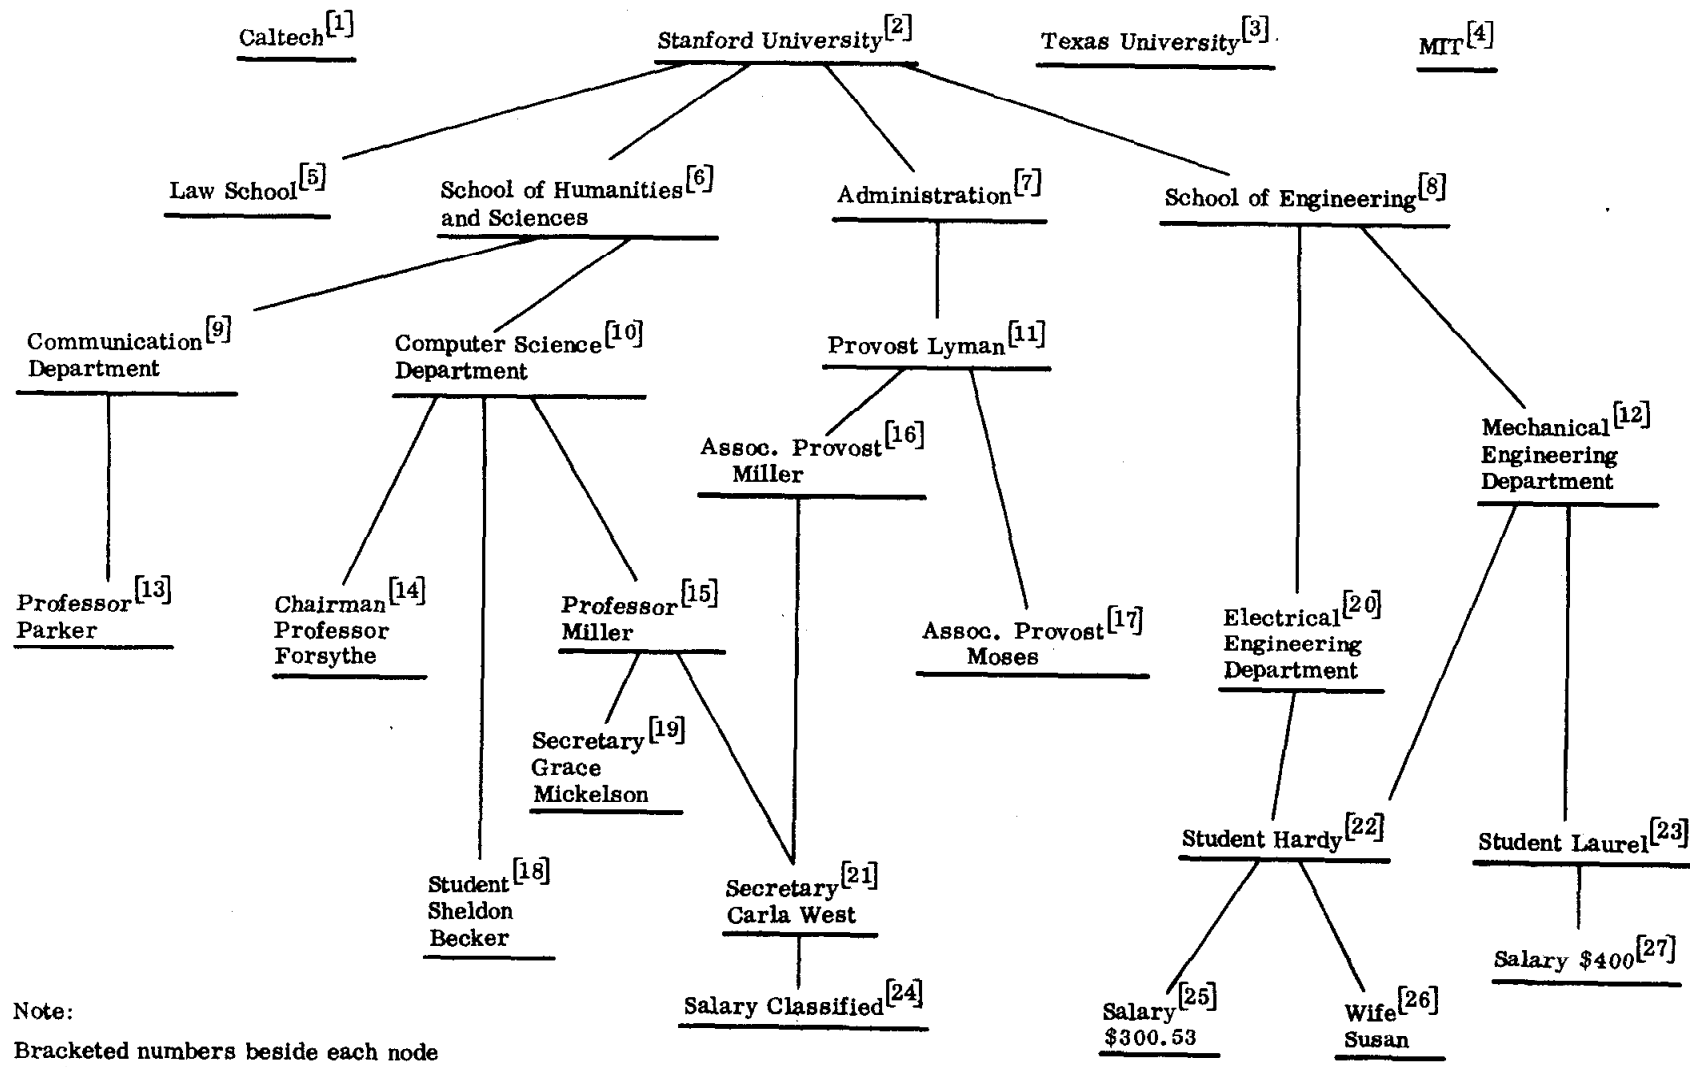 Caltech[1]
Stanford University[2]
Texas University[3]
MIT[4]
Law School[5]
School of Humanities[6]
and Sciences
Administration[7]
School of Engineering[8]
Communication[9]
Department
Computer Science[10]
Department
Provost Lyman[11]
Mechanical[12]
Engineering
Department
Assoc. Provost[16]
Miller
Professor[13]
Parker
Chairman[14]
Professor
Forsythe
Professor[15]
Miller
Assoc. Provost[17]
Moses
Electrical[20]
Engineering
Department
Secretary[19]
Grace
Mickelson
Student Hardy[22]
Student Laurel[23]
Student[18]
Sheldon
Becker
Secretary[21]
Carla West
Salary $400[27]
Salary Classified[24]
Salary[25]
$300.53
Wife[26]
Susan
Note:
Bracketed numbers beside each node